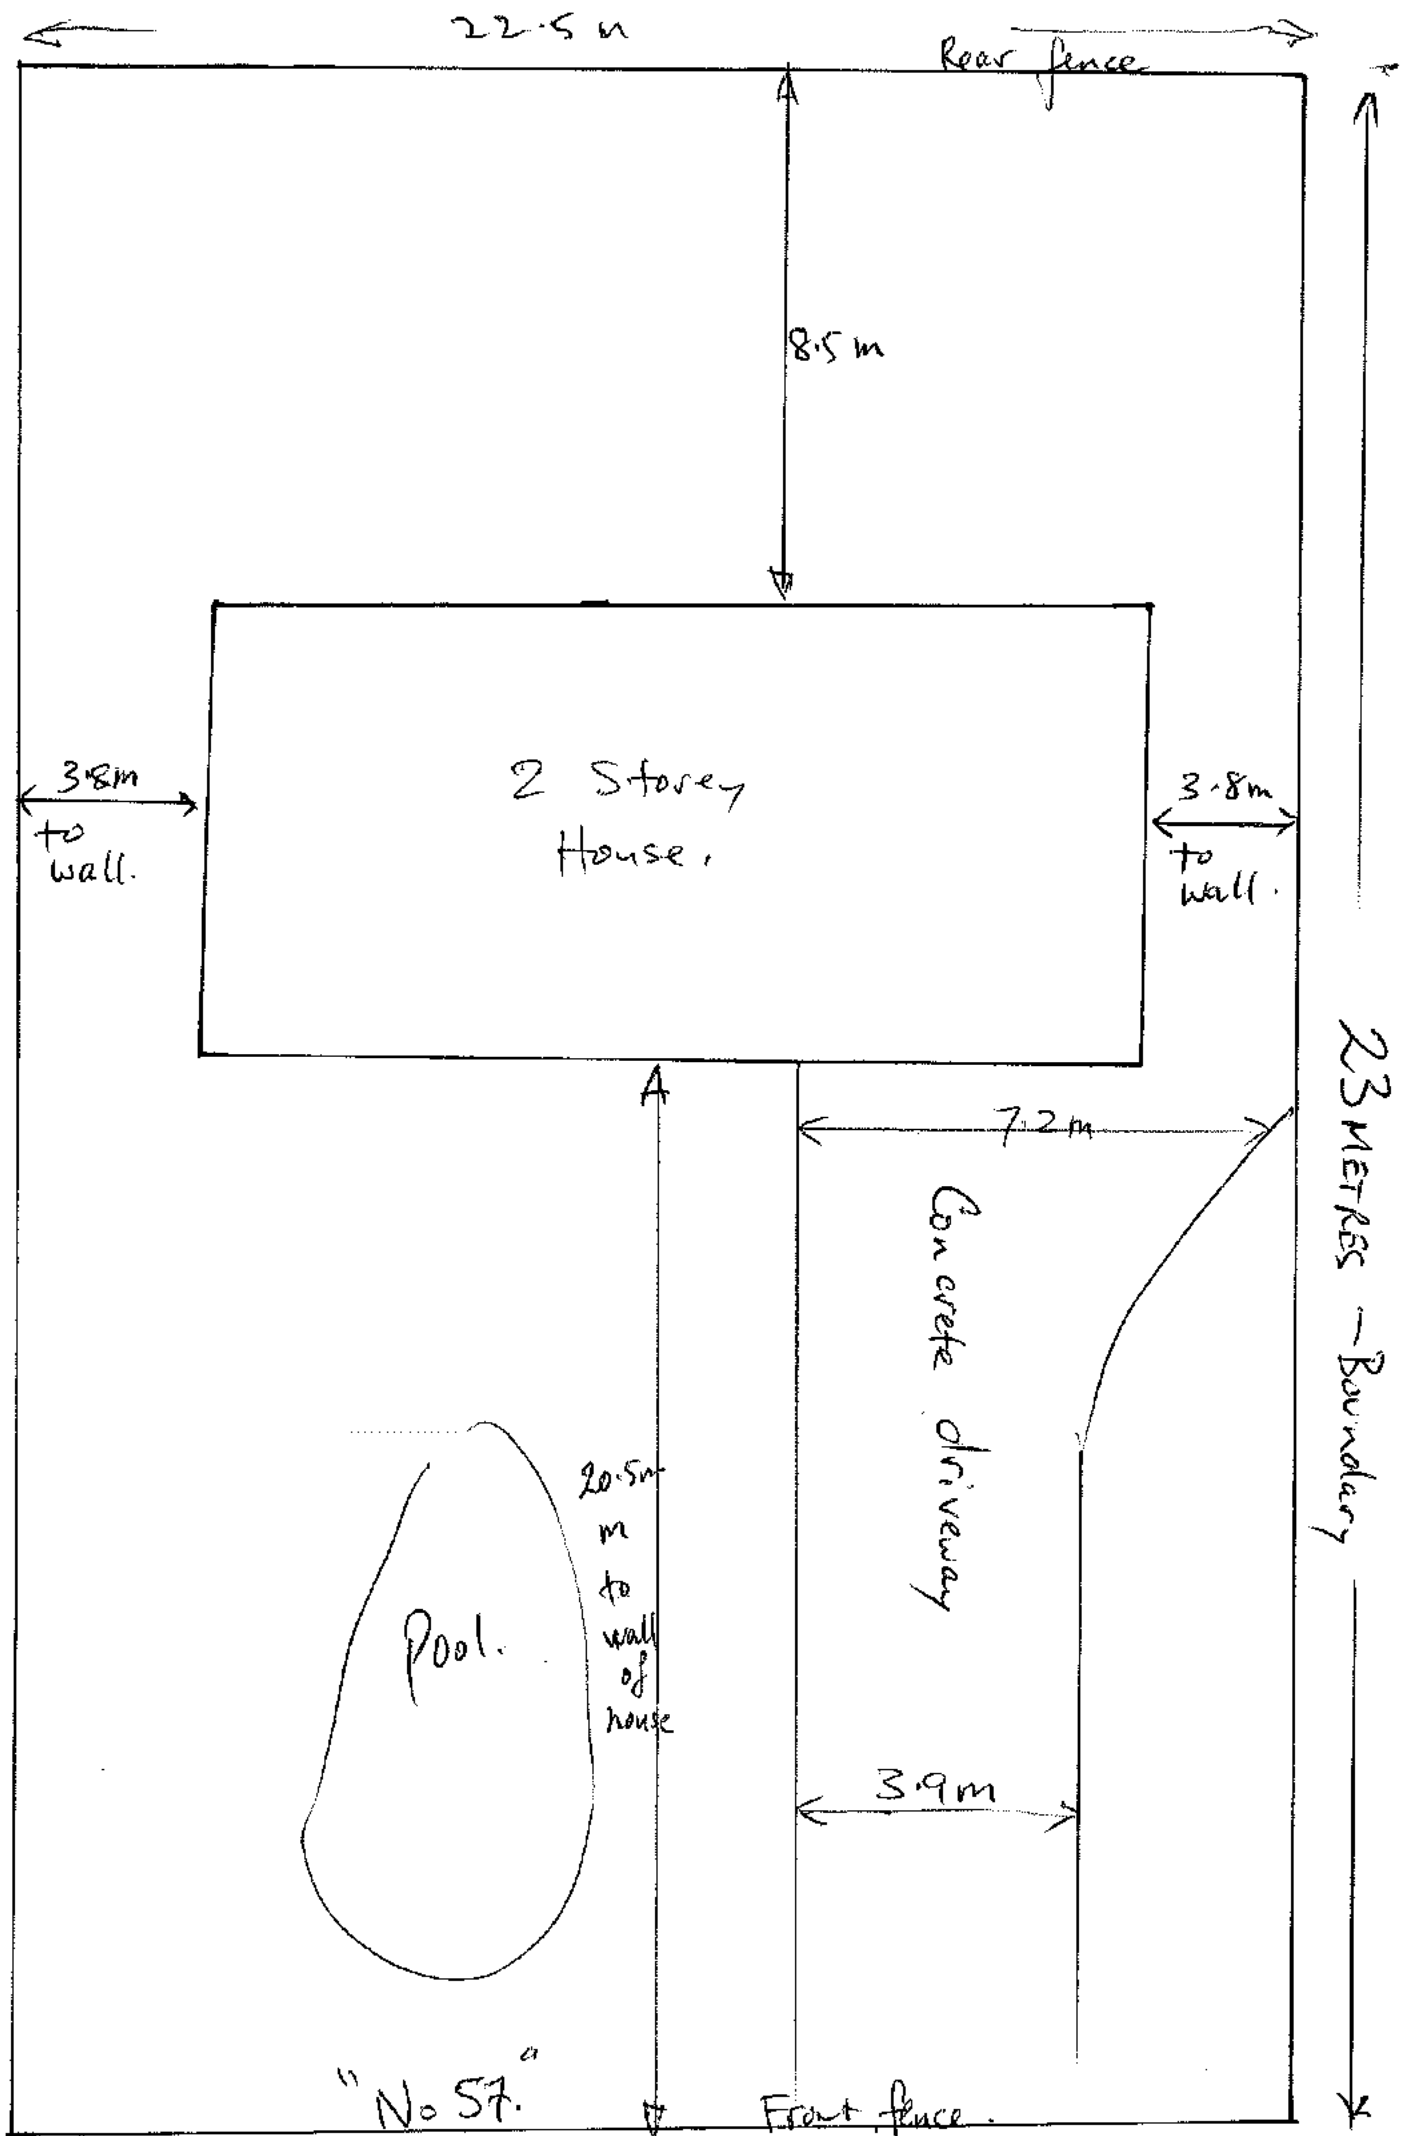 22.5 m
Rear fence
8.5 m
3.8m
to
wall.
2 Storey
House.
3.8m
to
wall.
23 METRES - Boundary
7.2 m
Concrete driveway
20.5m
m
to
wall
of
house
Pool.
3.9m
"No 57."
Front fence.